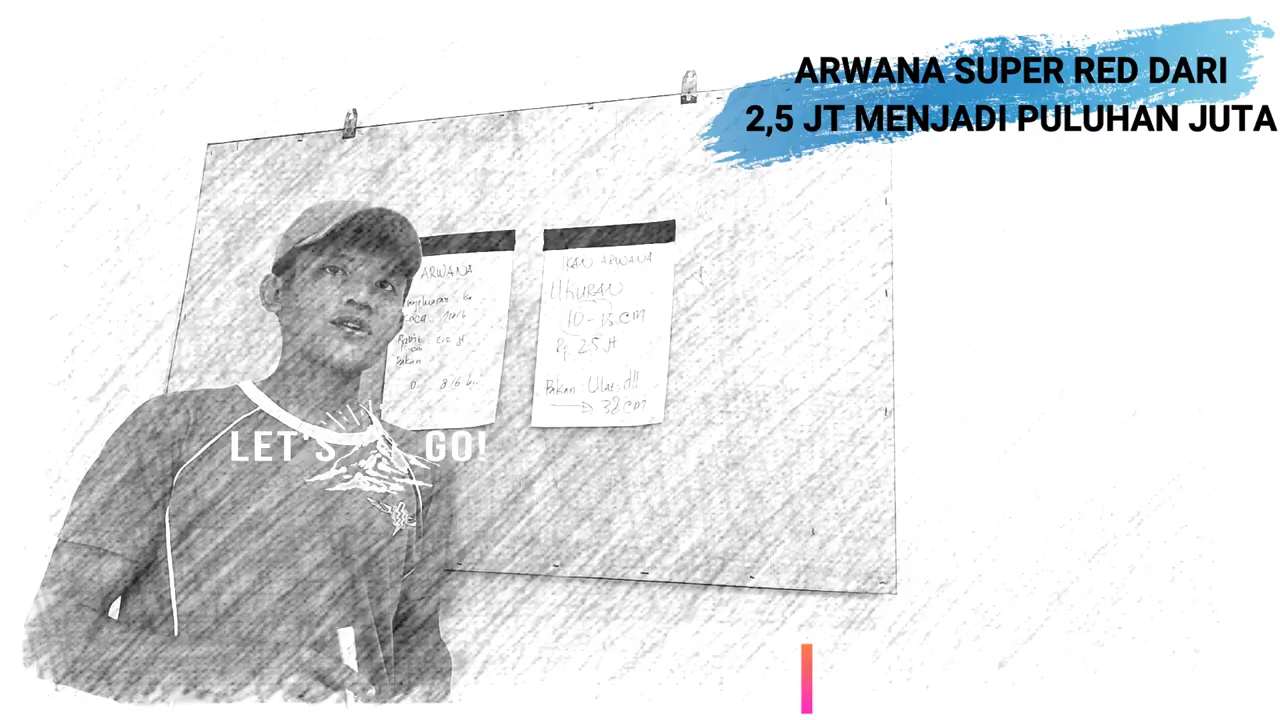 ARWANA SUPER RED DARI
2,5 JT MENJADI PULUHAN JUTA
ARWANA
IKAN ARWANA
UKURAN
10 - 13 cm
Rp 2.5 Jt
Pakan : Ulat dll
38 cm
Pakan
LET'S GO!